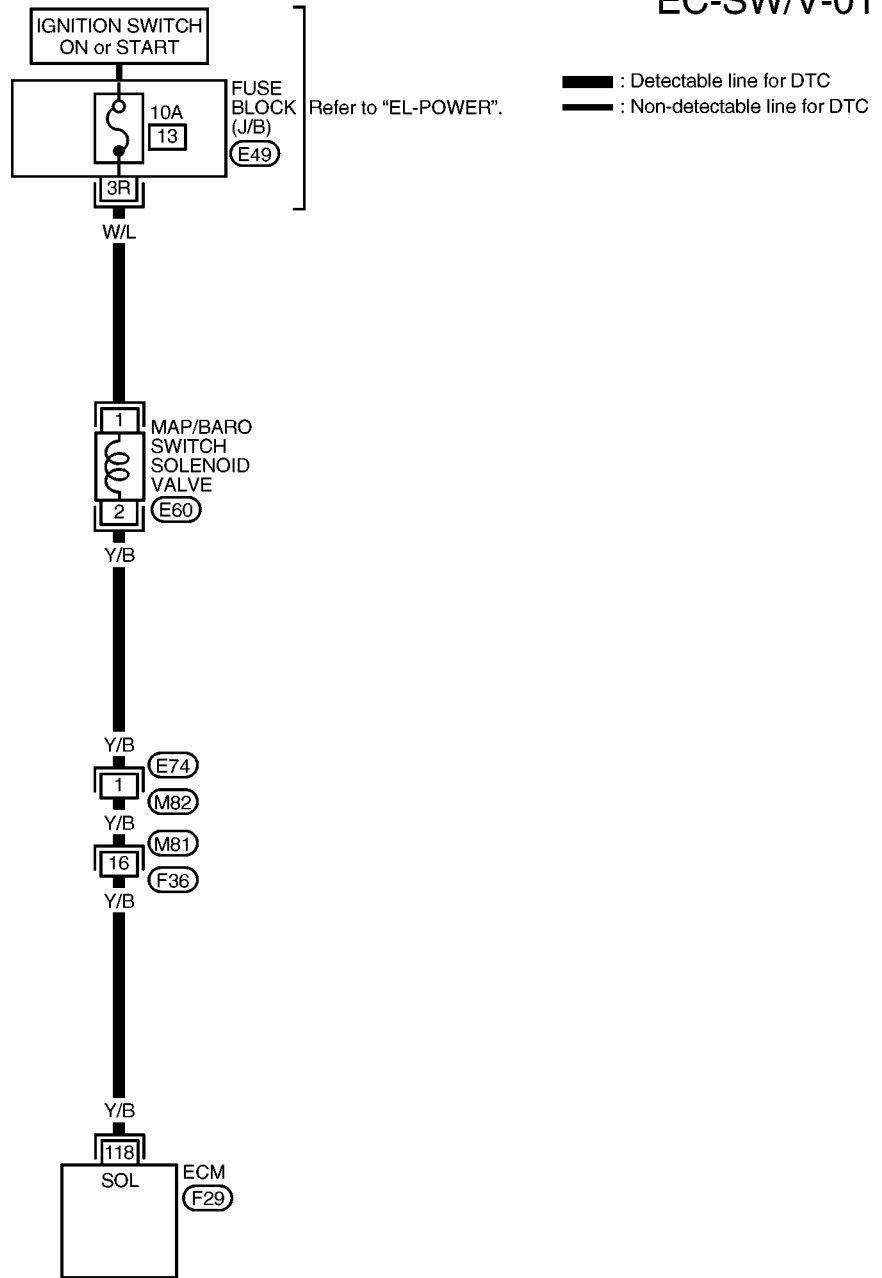 EC-SW/V-01
IGNITION SWITCH
ON or START
FUSE
BLOCK
(J/B)
E49
10A
13
Refer to “EL-POWER”.
: Detectable line for DTC
: Non-detectable line for DTC
3R
W/L
1
MAP/BARO
SWITCH
SOLENOID
VALVE
2
E60
Y/B
Y/B
E74
1
M82
Y/B
M81
16
F36
Y/B
Y/B
118
SOL
ECM
F29